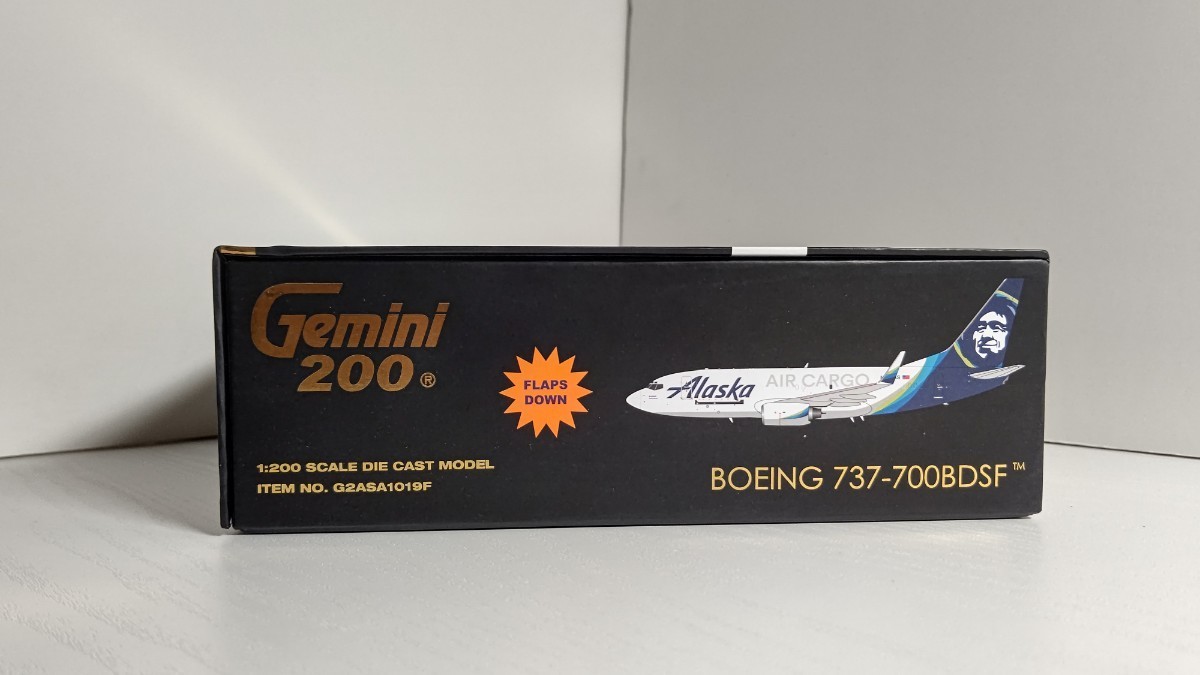 Gemini
200®
FLAPS
DOWN
Alaska
AIR CARGO
1:200 SCALE DIE CAST MODEL
ITEM NO. G2ASA1019F
BOEING 737-700BDSF™